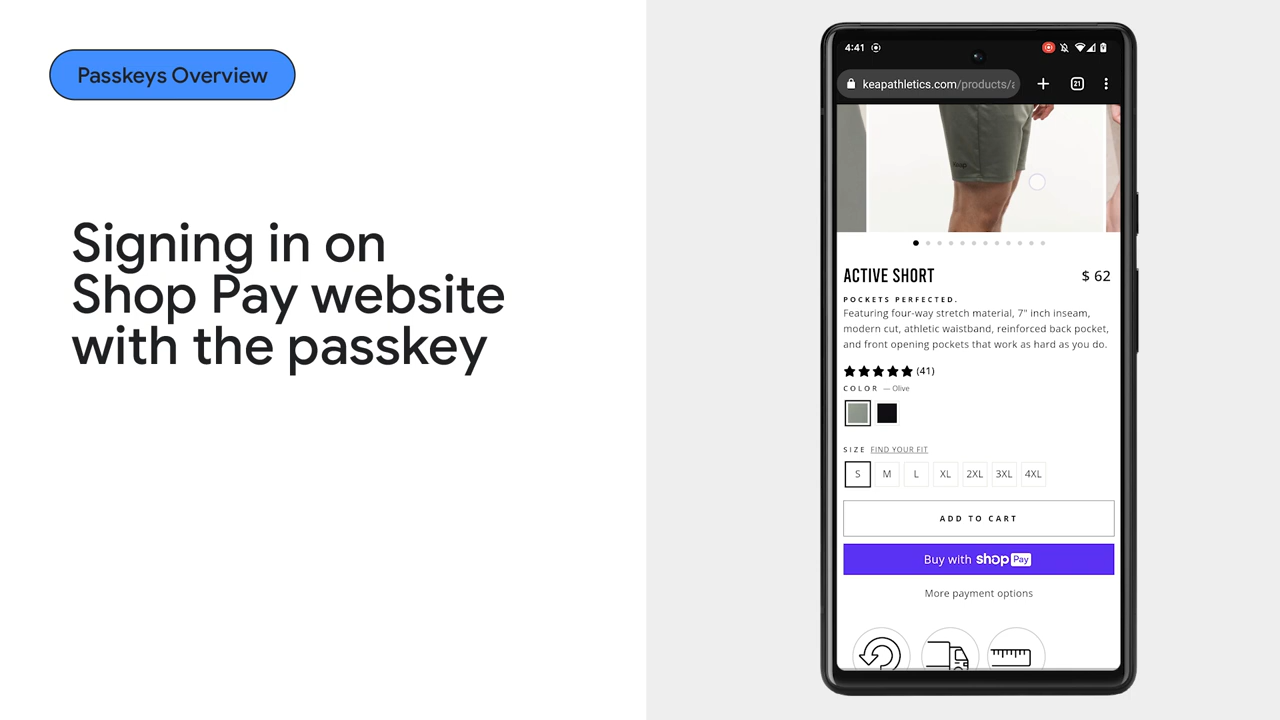 Passkeys Overview
Signing in on
Shop Pay website
with the passkey
4:41
keapathletics.com/products/
21
ACTIVE SHORT
$ 62
POCKETS PERFECTED.
Featuring four-way stretch material, 7" inch inseam,
modern cut, athletic waistband, reinforced back pocket,
and front opening pockets that work as hard as you do.
(41)
COLOR — Olive
SIZE FIND YOUR FIT
S M L XL 2XL 3XL 4XL
ADD TO CART
Buy with shop Pay
More payment options